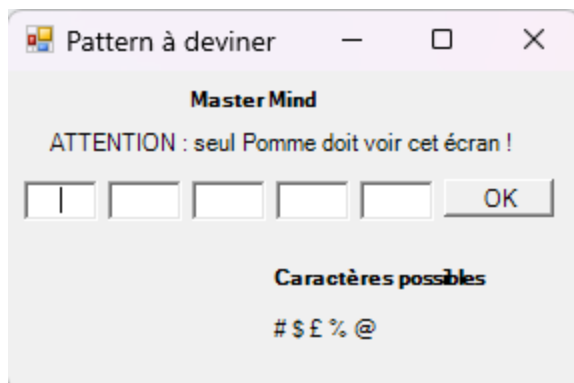 Pattern à deviner
Master Mind
ATTENTION : seul Pomme doit voir cet écran !
OK
Caractères possibles
# $ £ % @